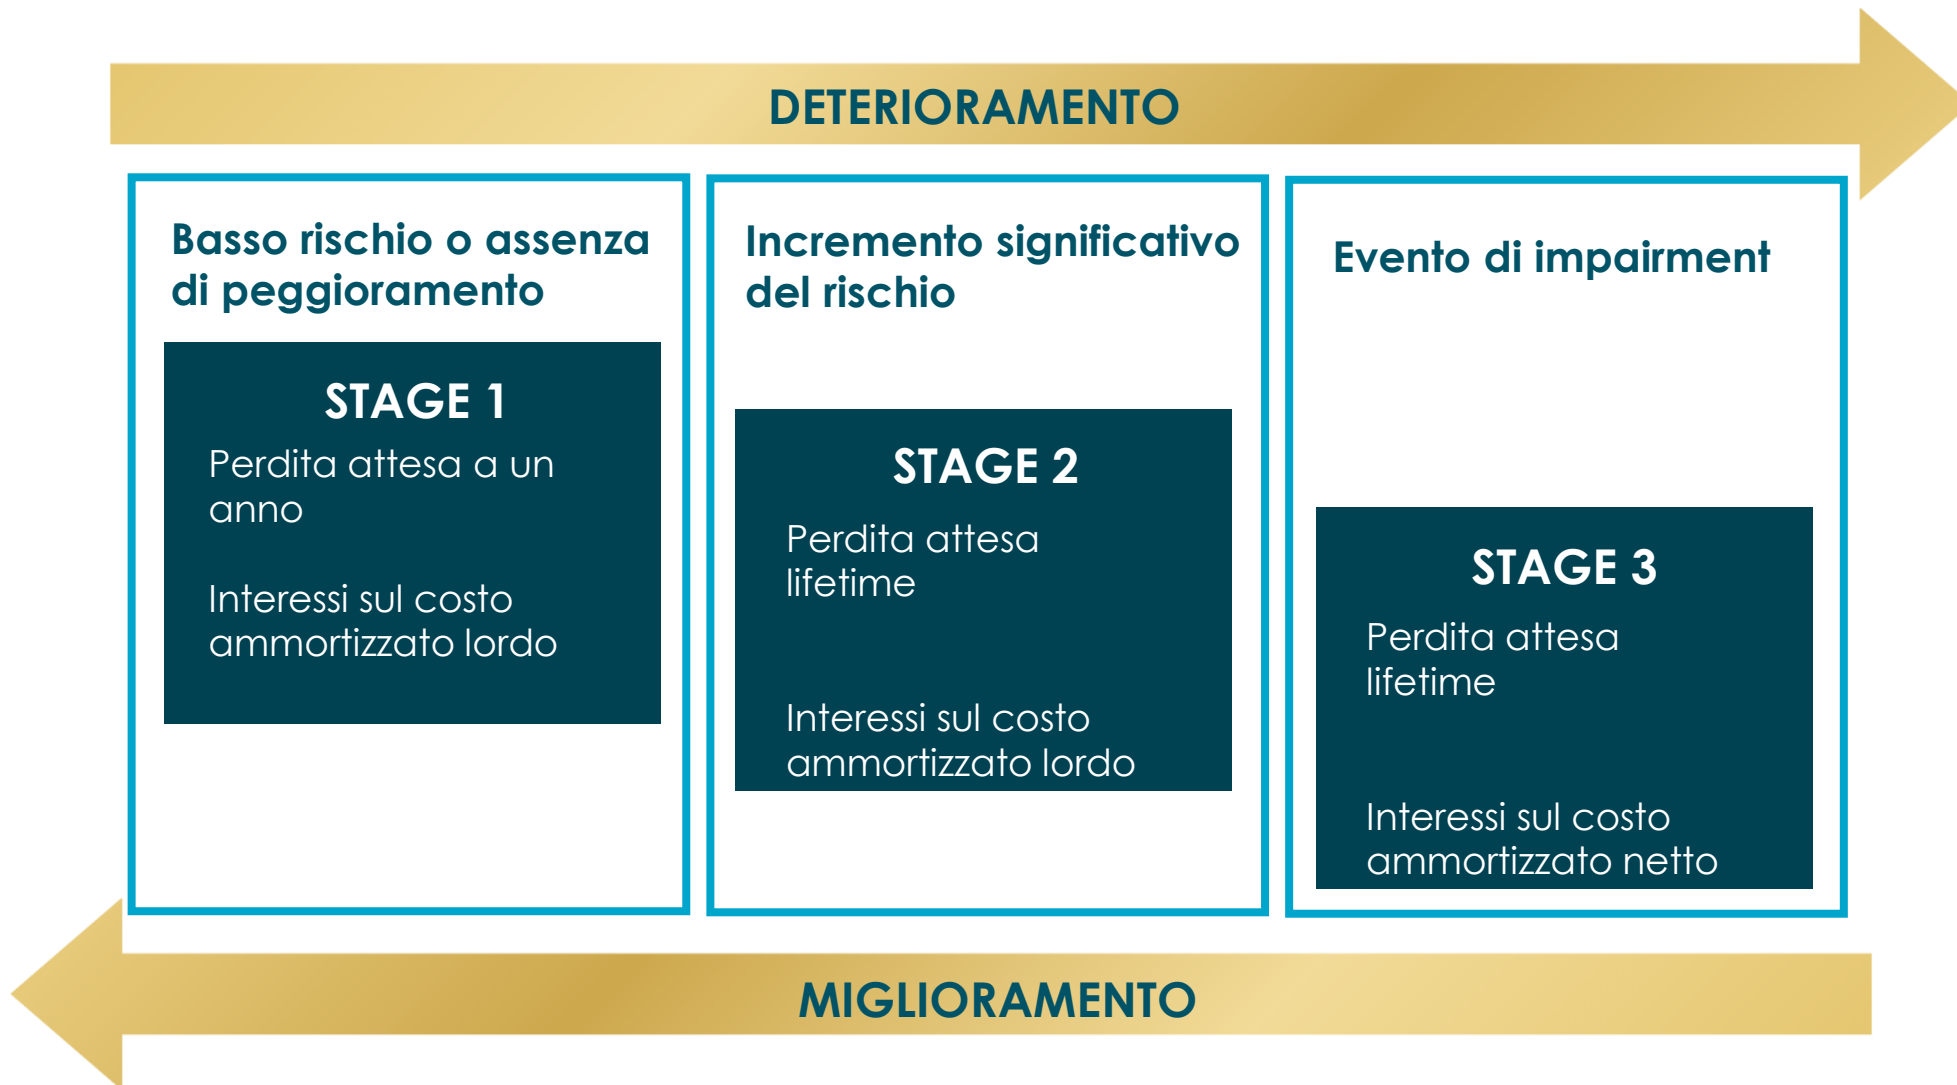 DETERIORAMENTO
Basso rischio o assenza
di peggioramento
STAGE 1
Perdita attesa a un
anno
Interessi sul costo
ammortizzato lordo
Incremento significativo
del rischio
STAGE 2
Perdita attesa
lifetime
Interessi sul costo
ammortizzato lordo
Evento di impairment
STAGE 3
Perdita attesa
lifetime
Interessi sul costo
ammortizzato netto
MIGLIORAMENTO